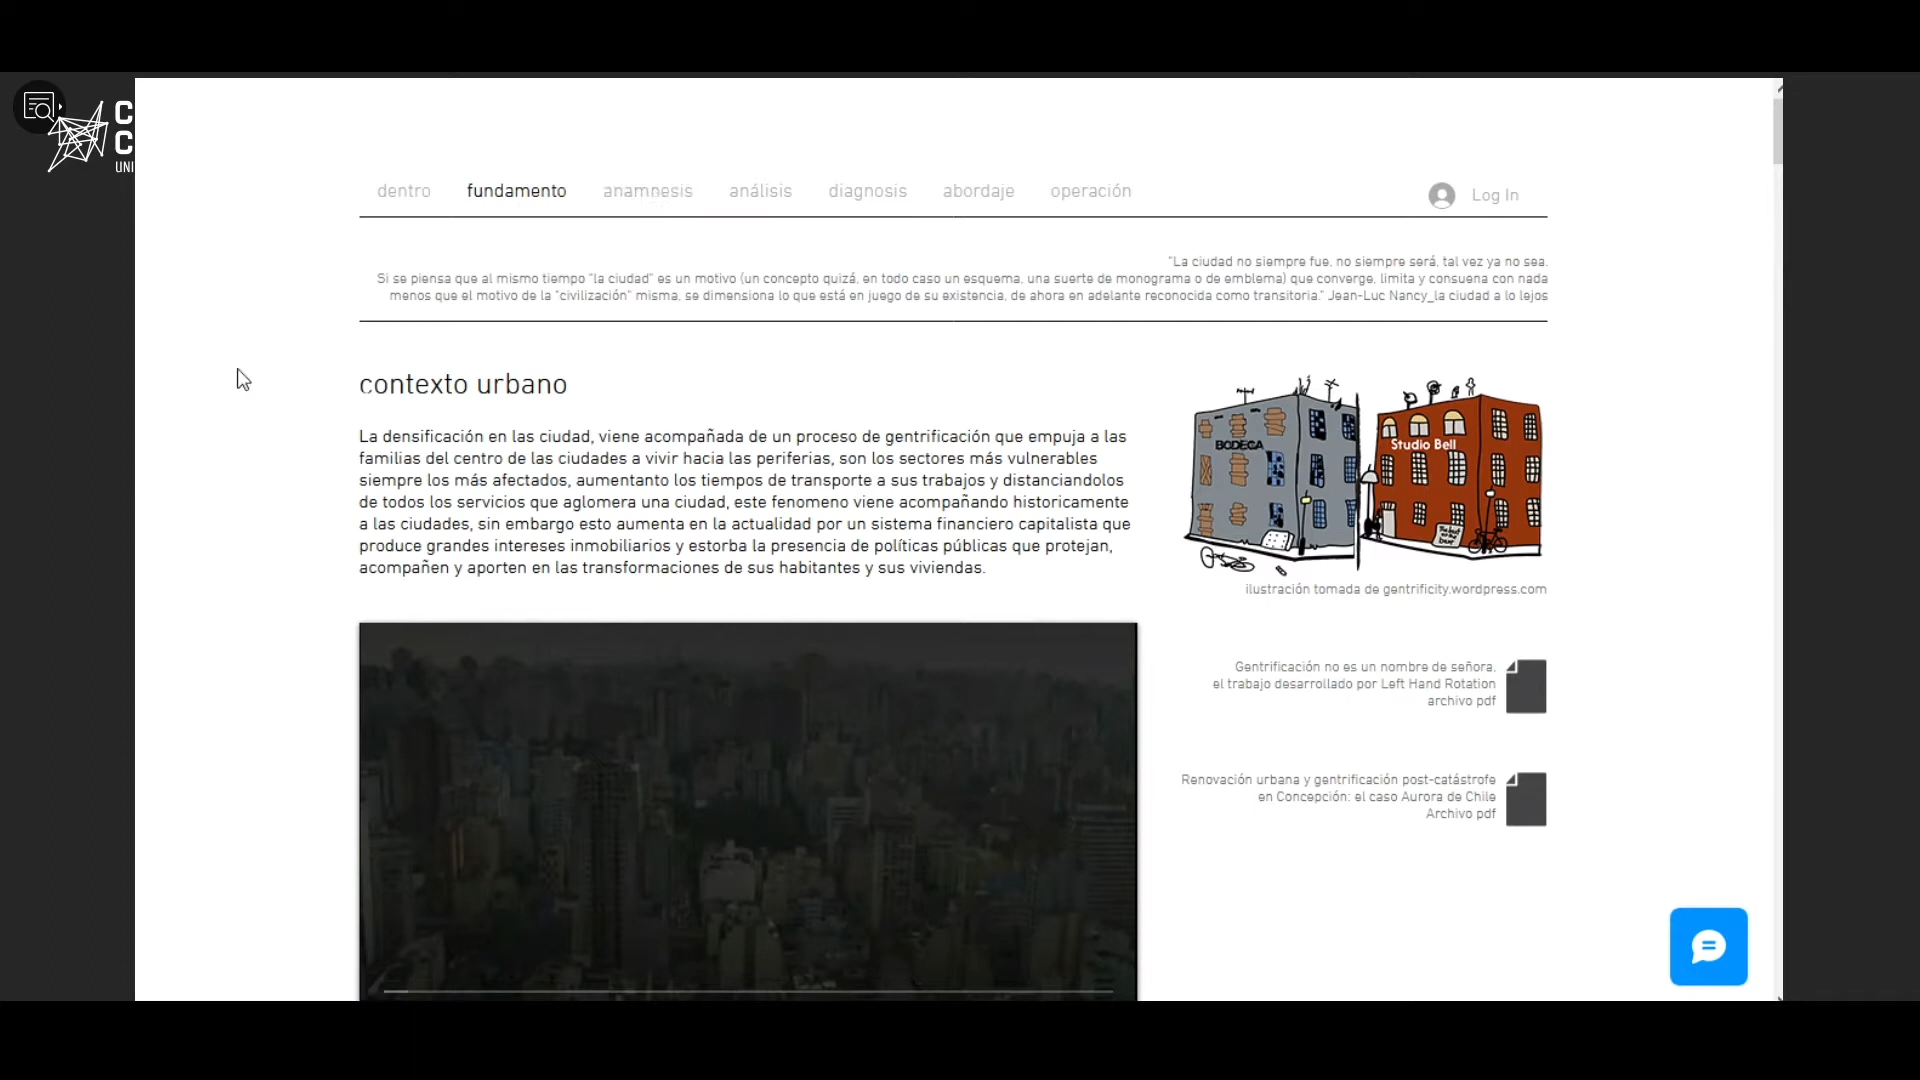 C
C
UNI
dentro fundamento anamnesis análisis diagnosis abordaje operación Log In
"La ciudad no siempre fue, no siempre será, tal vez ya no sea.
Si se piensa que al mismo tiempo "la ciudad" es un motivo (un concepto quizá, en todo caso un esquema, una suerte de monograma o de emblema) que converge, limita y consuena con nada
menos que el motivo de la "civilización" misma, se dimensiona lo que está en juego de su existencia, de ahora en adelante reconocida como transitoria." Jean-Luc Nancy_la ciudad a lo lejos
contexto urbano
La densificación en las ciudad, viene acompañada de un proceso de gentrificación que empuja a las
familias del centro de las ciudades a vivir hacia las periferias, son los sectores más vulnerables
siempre los más afectados, aumentanto los tiempos de transporte a sus trabajos y distanciandolos
de todos los servicios que aglomera una ciudad, este fenomeno viene acompañando historicamente
a las ciudades, sin embargo esto aumenta en la actualidad por un sistema financiero capitalista que
produce grandes intereses inmobiliarios y estorba la presencia de políticas públicas que protejan,
acompañen y aporten en las transformaciones de sus habitantes y sus viviendas.
BODEGA
Studio Bell
ilustración tomada de gentrificity.wordpress.com
Gentrificación no es un nombre de señora.
el trabajo desarrollado por Left Hand Rotation
archivo pdf
Renovación urbana y gentrificación post-catástrofe
en Concepción: el caso Aurora de Chile
Archivo pdf